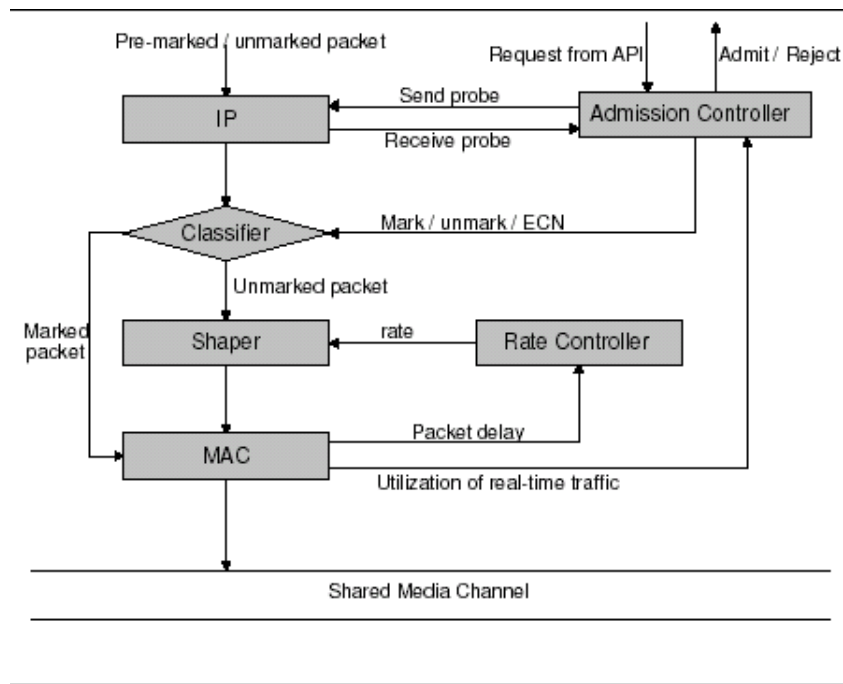 Pre-marked / unmarked packet
Request from API
Admit / Reject
Send probe
IP
Admission Controller
Receive probe
Mark / unmark / ECN
Classifier
Unmarked packet
Marked
packet
Shaper
rate
Rate Controller
Packet delay
MAC
Utilization of real-time traffic
Shared Media Channel